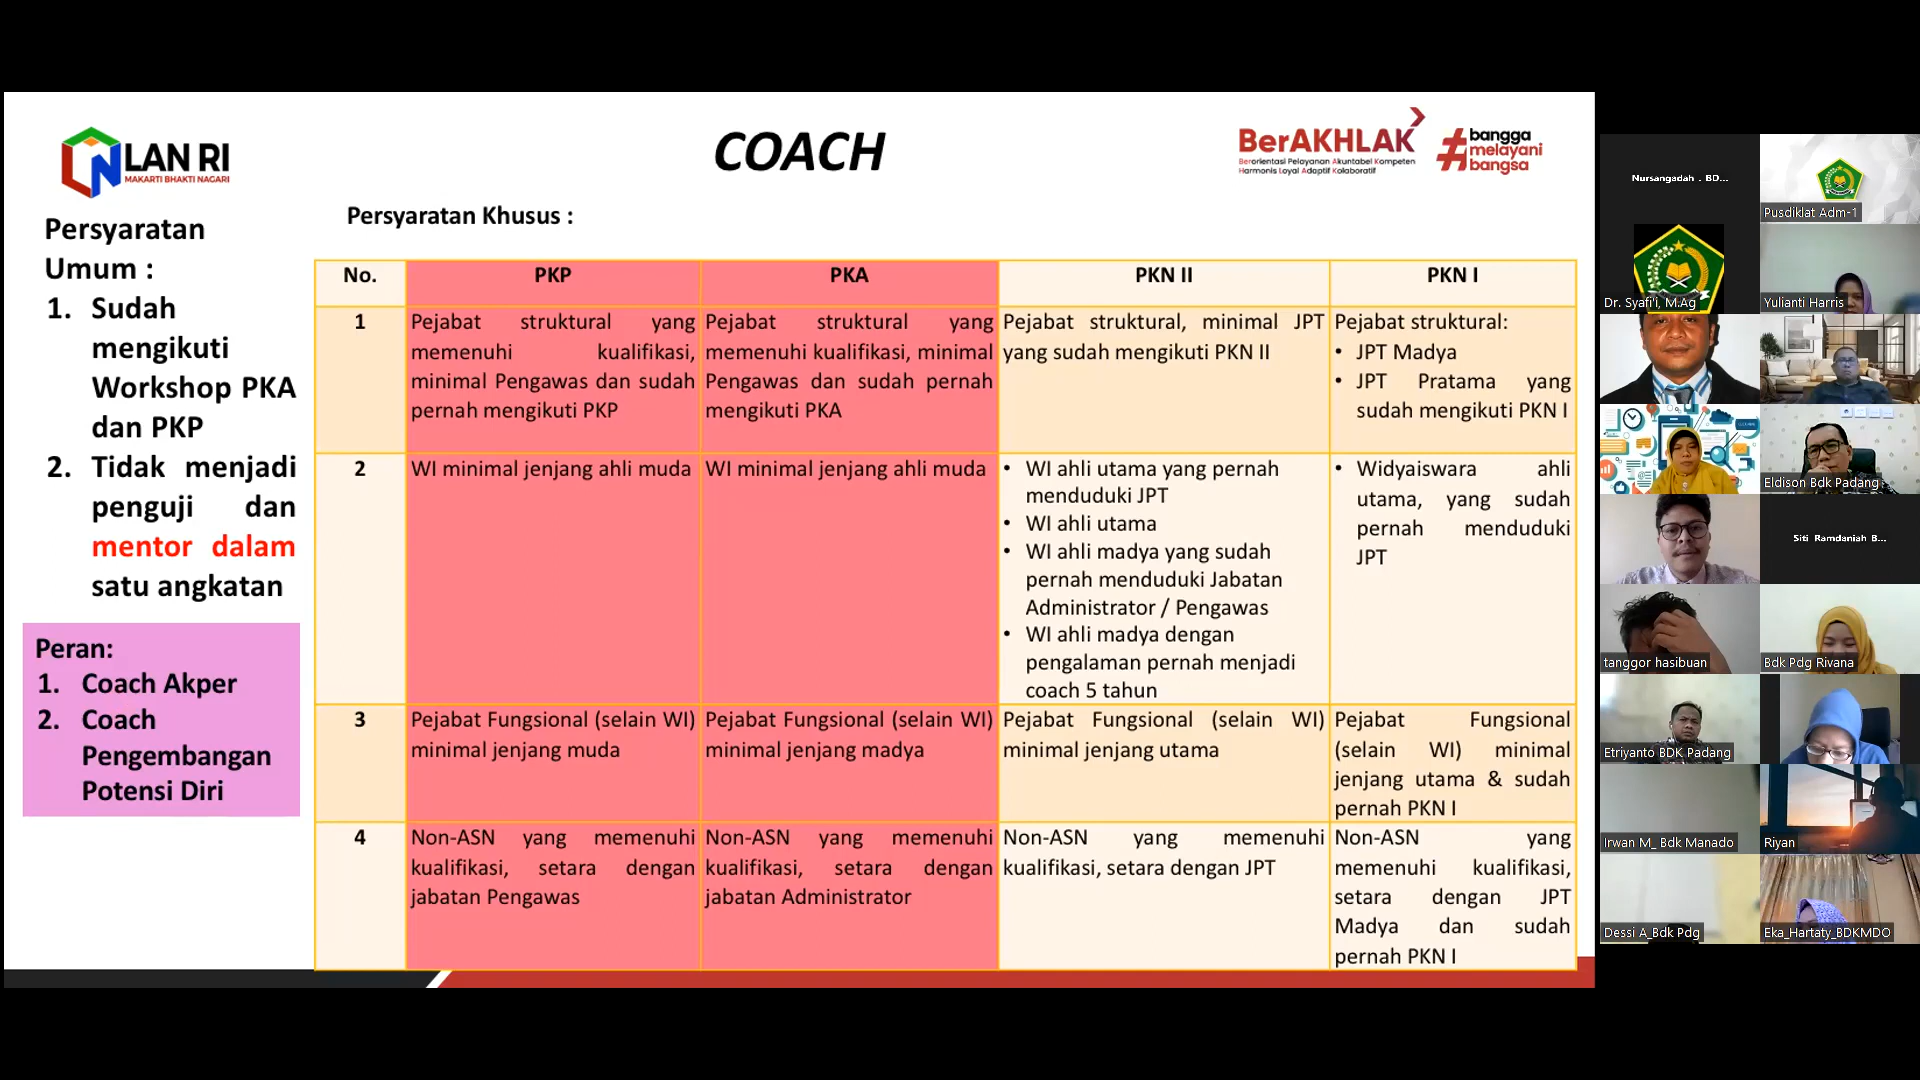 LAN RI
MAKARTI BHAKTI NAGARI
COACH
BerAKHLAK
Berorientasi Pelayanan Akuntabel Kompeten
Harmonis Loyal Adaptif Kolaboratif
#bangga
melayani
bangsa
Persyaratan
Umum :
1. Sudah
mengikuti
Workshop PKA
dan PKP
2. Tidak menjadi
penguji dan
mentor dalam
satu angkatan
Peran:
1. Coach Akper
2. Coach
Pengembangan
Potensi Diri
Persyaratan Khusus :
No.
PKP
PKA
PKN II
PKN I
1
Pejabat struktural yang
memenuhi kualifikasi,
minimal Pengawas dan sudah
pernah mengikuti PKP
Pejabat struktural yang
memenuhi kualifikasi, minimal
Pengawas dan sudah pernah
mengikuti PKA
Pejabat struktural, minimal JPT
yang sudah mengikuti PKN II
Pejabat struktural:
• JPT Madya
• JPT Pratama yang
sudah mengikuti PKN I
2
WI minimal jenjang ahli muda
WI minimal jenjang ahli muda
• WI ahli utama yang pernah
menduduki JPT
• WI ahli utama
• WI ahli madya yang sudah
pernah menduduki Jabatan
Administrator / Pengawas
• WI ahli madya dengan
pengalaman pernah menjadi
coach 5 tahun
• Widyaiswara ahli
utama, yang sudah
pernah menduduki
JPT
3
Pejabat Fungsional (selain WI)
minimal jenjang muda
Pejabat Fungsional (selain WI)
minimal jenjang madya
Pejabat Fungsional (selain WI)
minimal jenjang utama
Pejabat Fungsional
(selain WI) minimal
jenjang utama & sudah
pernah PKN I
4
Non-ASN yang memenuhi
kualifikasi, setara dengan
jabatan Pengawas
Non-ASN yang memenuhi
kualifikasi, setara dengan
jabatan Administrator
Non-ASN yang memenuhi
kualifikasi, setara dengan JPT
Non-ASN yang
memenuhi kualifikasi,
setara dengan JPT
Madya dan sudah
pernah PKN I
Nursangadah . BD...
Pusdiklat Adm-1
Dr. Syafi'i, M.Ag
Yulianti Harris
Eldison Bdk Padang
Siti Ramdaniah B...
tanggor hasibuan
Bdk Pdg Rivana
Etriyanto BDK Padang
Irwan M_ Bdk Manado
Riyan
Dessi A_Bdk Pdg
Eka_Hartaty_BDKMDO